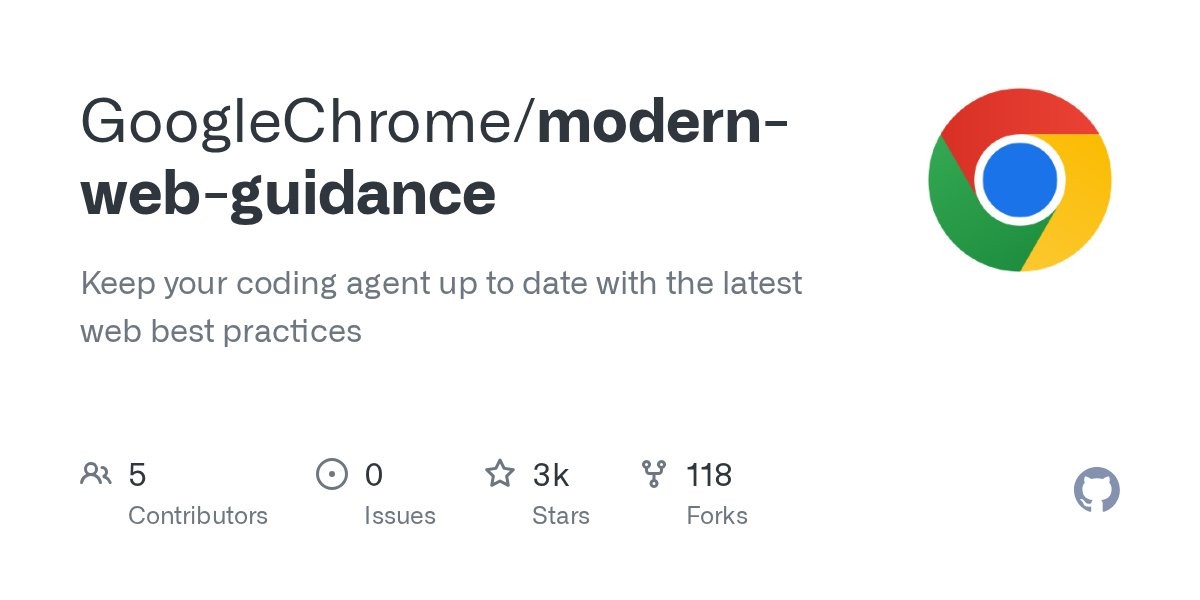 GoogleChrome/modern-
web-guidance
Keep your coding agent up to date with the latest
web best practices
5
Contributors
0
Issues
3k
Stars
118
Forks